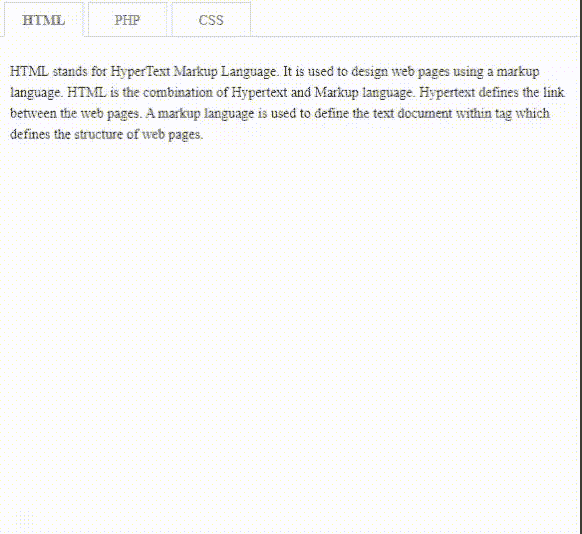 HTML PHP CSS
HTML stands for HyperText Markup Language. It is used to design web pages using a markup
language. HTML is the combination of Hypertext and Markup language. Hypertext defines the link
between the web pages. A markup language is used to define the text document within tag which
defines the structure of web pages.